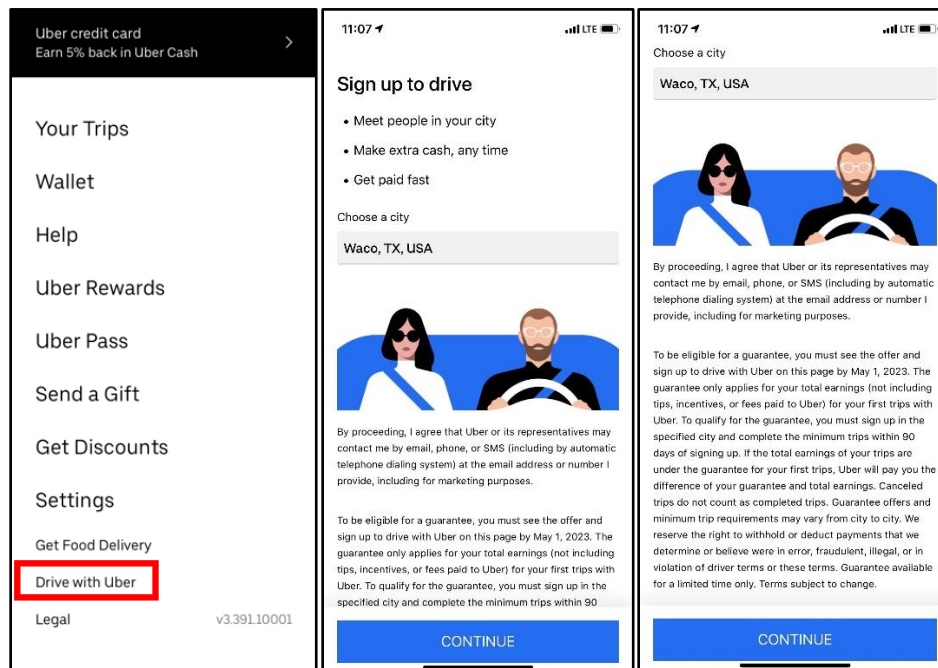 Uber credit card
Earn 5% back in Uber Cash
Your Trips
Wallet
Help
Uber Rewards
Uber Pass
Send a Gift
Get Discounts
Settings
Get Food Delivery
Drive with Uber
Legal v3.391.10001
11:07 LTE
Sign up to drive
• Meet people in your city
• Make extra cash, any time
• Get paid fast
Choose a city
Waco, TX, USA
By proceeding, I agree that Uber or its representatives may
contact me by email, phone, or SMS (including by automatic
telephone dialing system) at the email address or number I
provide, including for marketing purposes.
To be eligible for a guarantee, you must see the offer and
sign up to drive with Uber on this page by May 1, 2023. The
guarantee only applies for your total earnings (not including
tips, incentives, or fees paid to Uber) for your first trips with
Uber. To qualify for the guarantee, you must sign up in the
specified city and complete the minimum trips within 90
CONTINUE
11:07 LTE
Choose a city
Waco, TX, USA
By proceeding, I agree that Uber or its representatives may
contact me by email, phone, or SMS (including by automatic
telephone dialing system) at the email address or number I
provide, including for marketing purposes.
To be eligible for a guarantee, you must see the offer and
sign up to drive with Uber on this page by May 1, 2023. The
guarantee only applies for your total earnings (not including
tips, incentives, or fees paid to Uber) for your first trips with
Uber. To qualify for the guarantee, you must sign up in the
specified city and complete the minimum trips within 90
days of signing up. If the total earnings of your trips are
under the guarantee for your first trips, Uber will pay you the
difference of your guarantee and total earnings. Canceled
trips do not count as completed trips. Guarantee offers and
minimum trip requirements may vary from city to city. We
reserve the right to withhold or deduct payments that we
determine or believe were in error, fraudulent, illegal, or in
violation of driver terms or these terms. Guarantee available
for a limited time only. Terms subject to change.
CONTINUE